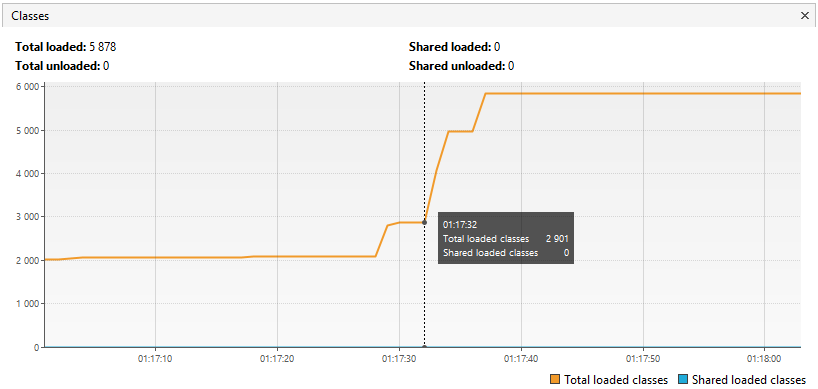 Classes
Total loaded: 5 878 Shared loaded: 0
Total unloaded: 0 Shared unloaded: 0
6 000
5 000
4 000
3 000
2 000
1 000
0
01:17:32
Total loaded classes 2 901
Shared loaded classes 0
01:17:10 01:17:20 01:17:30 01:17:40 01:17:50 01:18:00
Total loaded classes Shared loaded classes